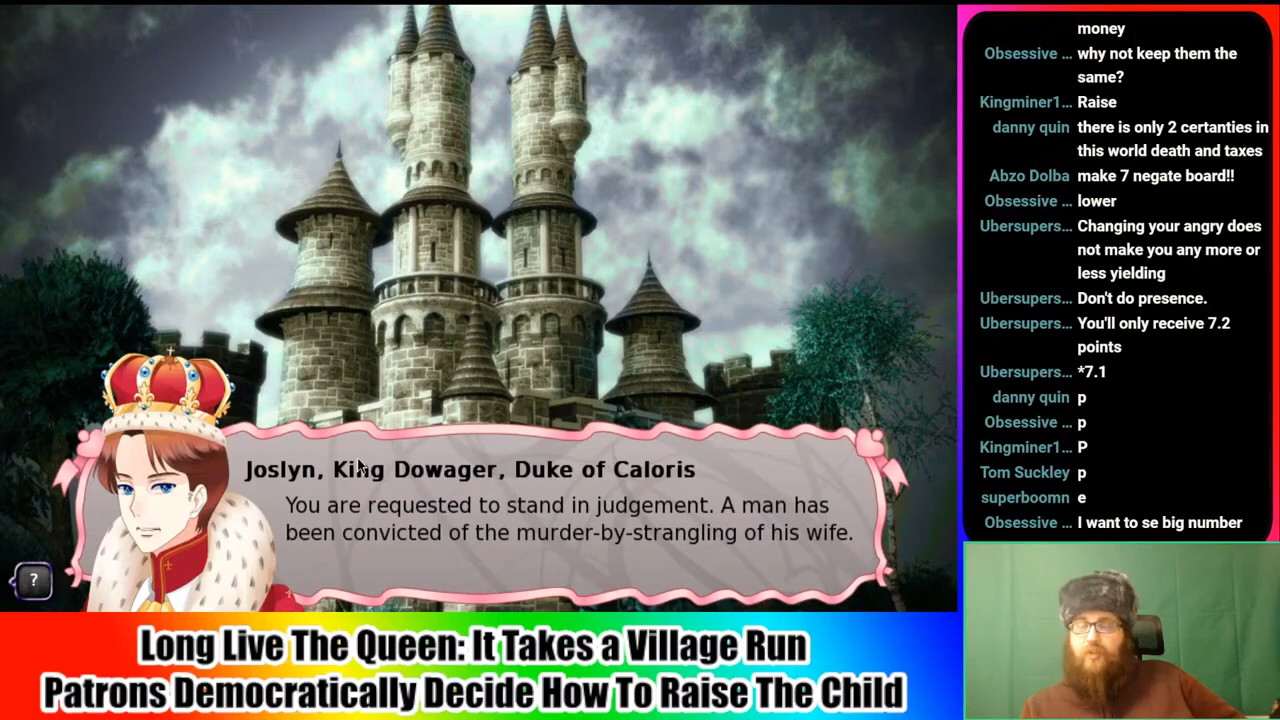 Joslyn, King Dowager, Duke of Caloris
You are requested to stand in judgement. A man has
been convicted of the murder-by-strangling of his wife.
?
Long Live The Queen: It Takes a Village Run
Patrons Democratically Decide How To Raise The Child
money
Obsessive … why not keep them the
same?
Kingminer1… Raise
danny quin there is only 2 certanties in
this world death and taxes
Abzo Dolba make 7 negate board!!
Obsessive … lower
Ubersupers… Changing your angry does
not make you any more or
less yielding
Ubersupers… Don't do presence.
Ubersupers… You'll only receive 7.2
points
Ubersupers… *7.1
danny quin p
Obsessive … p
Kingminer1… P
Tom Suckley p
superboomn e
Obsessive … I want to se big number